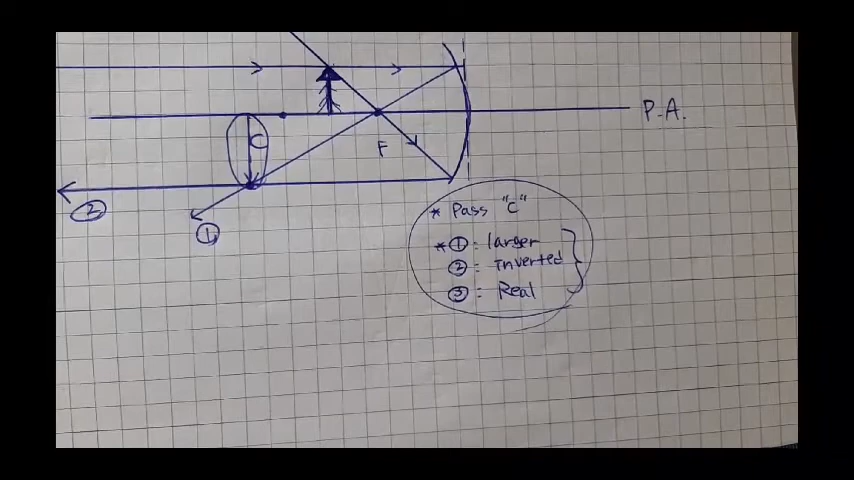 P.A.
C
F
②
①
* Pass "C"
* ① : larger
② : Inverted
③ : Real